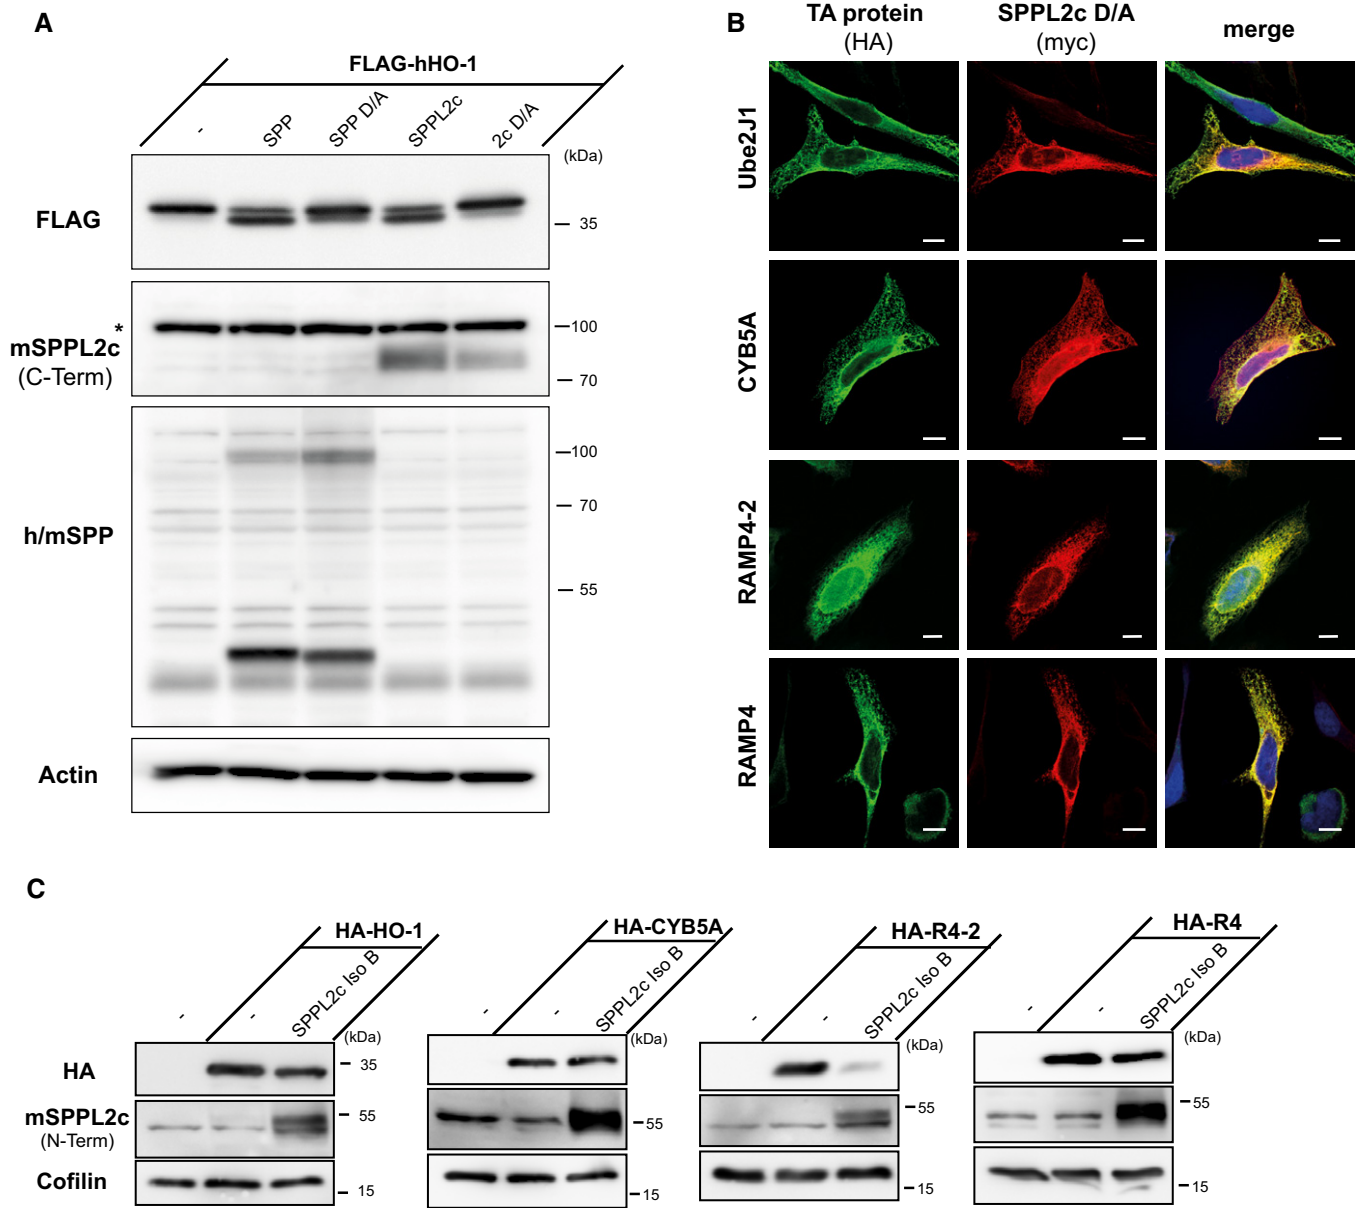 A
FLAG-hHO-1
-
SPP
SPP D/A
SPPL2c
2c D/A
(kDa)
FLAG
35
*
mSPPL2c
(C-Term)
100
70
h/mSPP
100
70
55
Actin
B
TA protein
(HA)
SPPL2c D/A
(myc)
merge
Ube2J1
CYB5A
RAMP4-2
RAMP4
C
HA-HO-1
-
-
SPPL2c Iso B
(kDa)
HA
35
mSPPL2c
(N-Term)
55
Cofilin
15
HA-CYB5A
-
-
SPPL2c Iso B
(kDa)
55
15
HA-R4-2
-
-
SPPL2c Iso B
(kDa)
55
15
HA-R4
-
-
SPPL2c Iso B
(kDa)
55
15